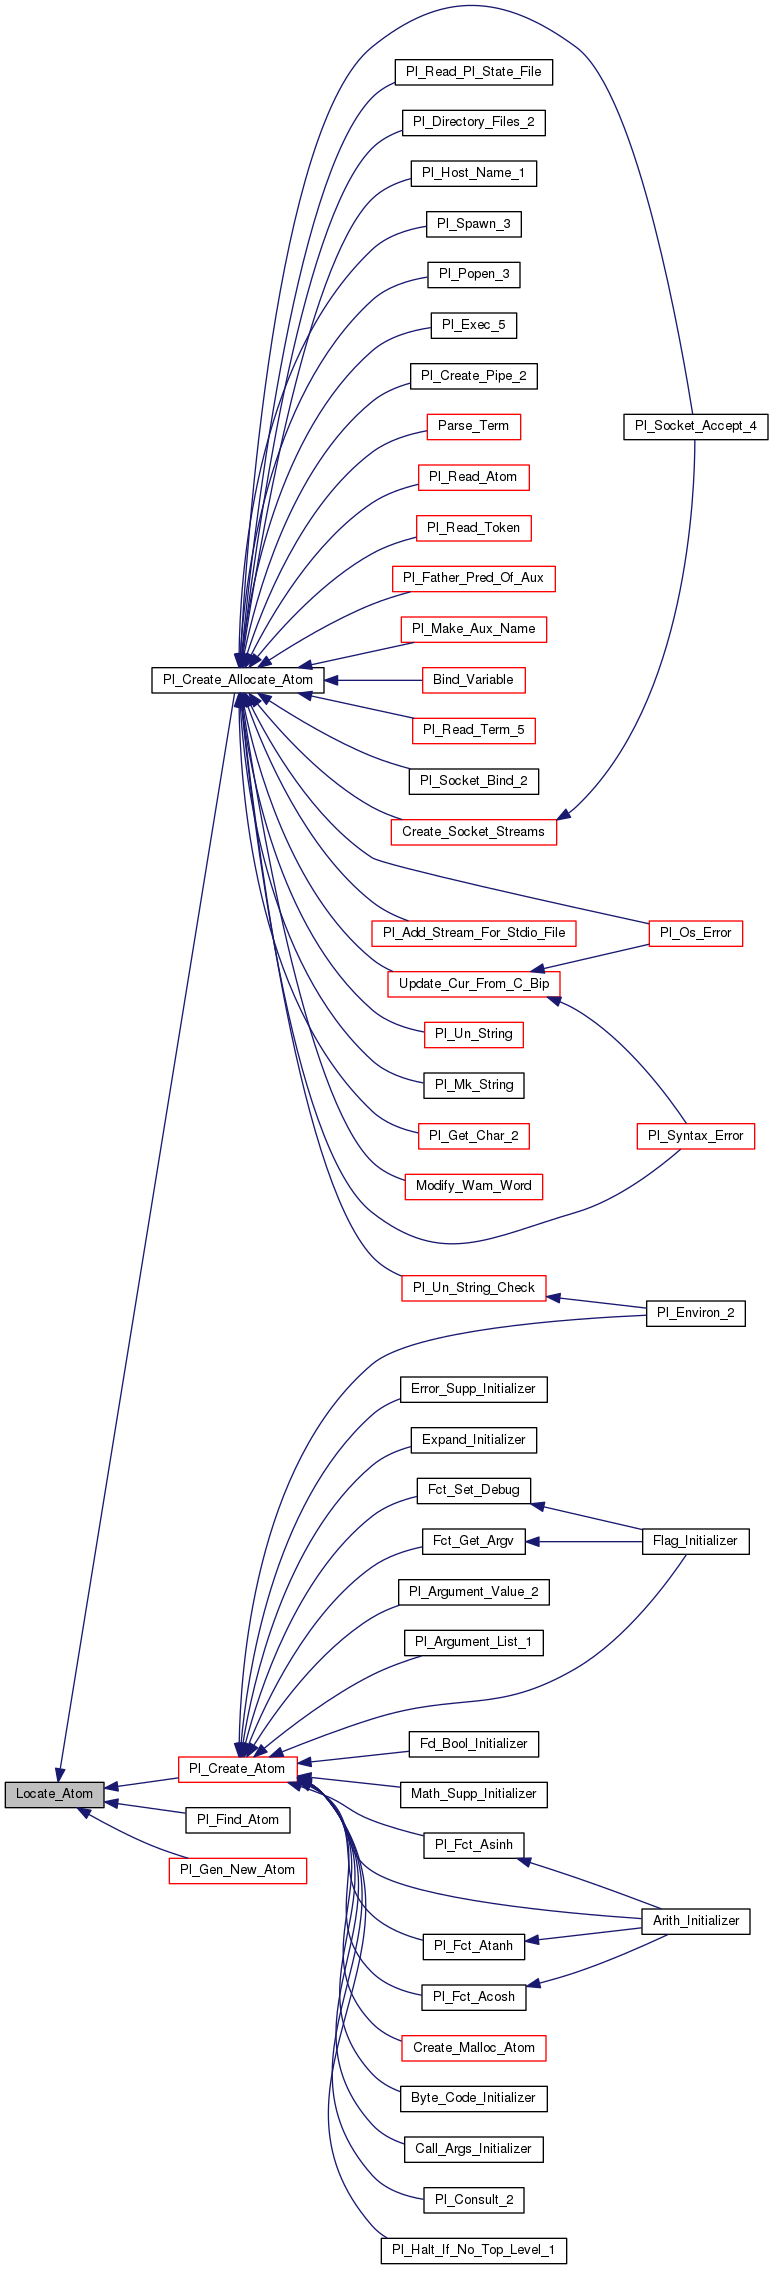 Pl_Read_Pl_State_File
Pl_Directory_Files_2
Pl_Host_Name_1
Pl_Spawn_3
Pl_Popen_3
Pl_Exec_5
Pl_Create_Pipe_2
Parse_Term
Pl_Socket_Accept_4
Pl_Read_Atom
Pl_Read_Token
Pl_Father_Pred_Of_Aux
Pl_Make_Aux_Name
Pl_Create_Allocate_Atom
Bind_Variable
Pl_Read_Term_5
Pl_Socket_Bind_2
Create_Socket_Streams
Pl_Add_Stream_For_Stdio_File
Pl_Os_Error
Update_Cur_From_C_Bip
Pl_Un_String
Pl_Mk_String
Pl_Get_Char_2
Pl_Syntax_Error
Modify_Wam_Word
Pl_Un_String_Check
Pl_Environ_2
Error_Supp_Initializer
Expand_Initializer
Fct_Set_Debug
Fct_Get_Argv
Flag_Initializer
Pl_Argument_Value_2
Pl_Argument_List_1
Fd_Bool_Initializer
Pl_Create_Atom
Locate_Atom
Math_Supp_Initializer
Pl_Find_Atom
Pl_Fct_Asinh
Pl_Gen_New_Atom
Arith_Initializer
Pl_Fct_Atanh
Pl_Fct_Acosh
Create_Malloc_Atom
Byte_Code_Initializer
Call_Args_Initializer
Pl_Consult_2
Pl_Halt_If_No_Top_Level_1